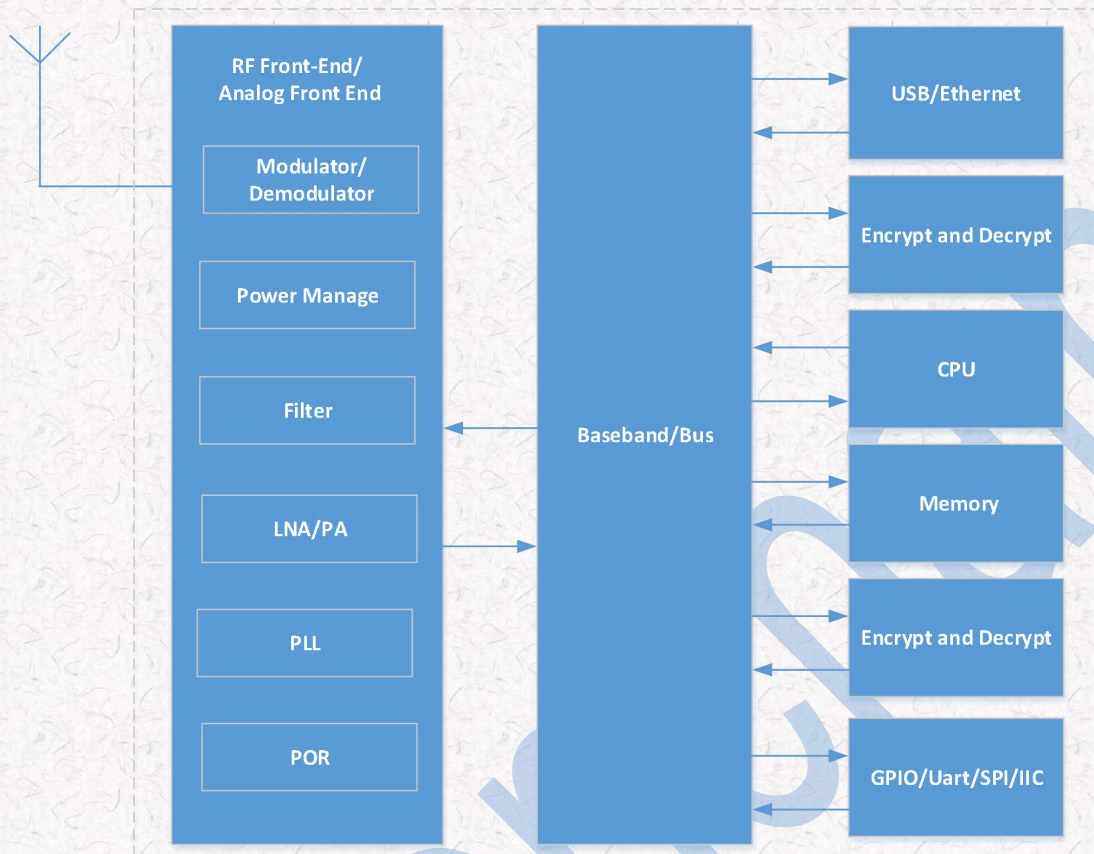 RF Front-End/
Analog Front End
Modulator/
Demodulator
Power Manage
Filter
LNA/PA
PLL
POR
Baseband/Bus
USB/Ethernet
Encrypt and Decrypt
CPU
Memory
Encrypt and Decrypt
GPIO/Uart/SPI/IIC